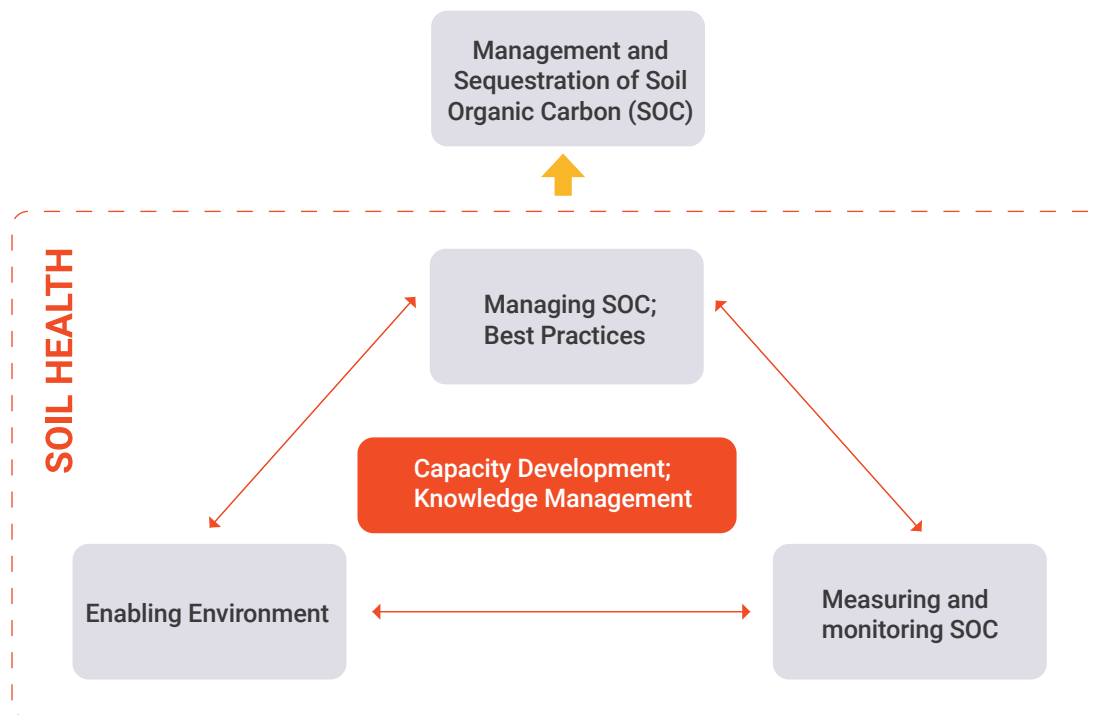 Management and
Sequestration of Soil
Organic Carbon (SOC)
SOIL HEALTH
Managing SOC;
Best Practices
Capacity Development;
Knowledge Management
Enabling Environment
Measuring and
monitoring SOC